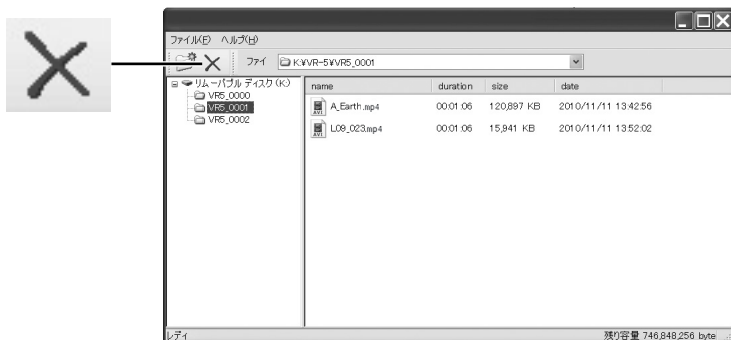 ファイル(F) ヘルプ(H)
ファイ K:¥VR-5¥VR5_0001
リムーバブル ディスク (K:)
VR5_0000
VR5_0001
VR5_0002
name duration size date
A_Earth.mp4 00:01:06 120,897 KB 2010/11/11 13:42:56
L09_023.mp4 00:01:06 15,941 KB 2010/11/11 13:52:02
AVI
AVI
レディ 残り容量 746,848,256 byte